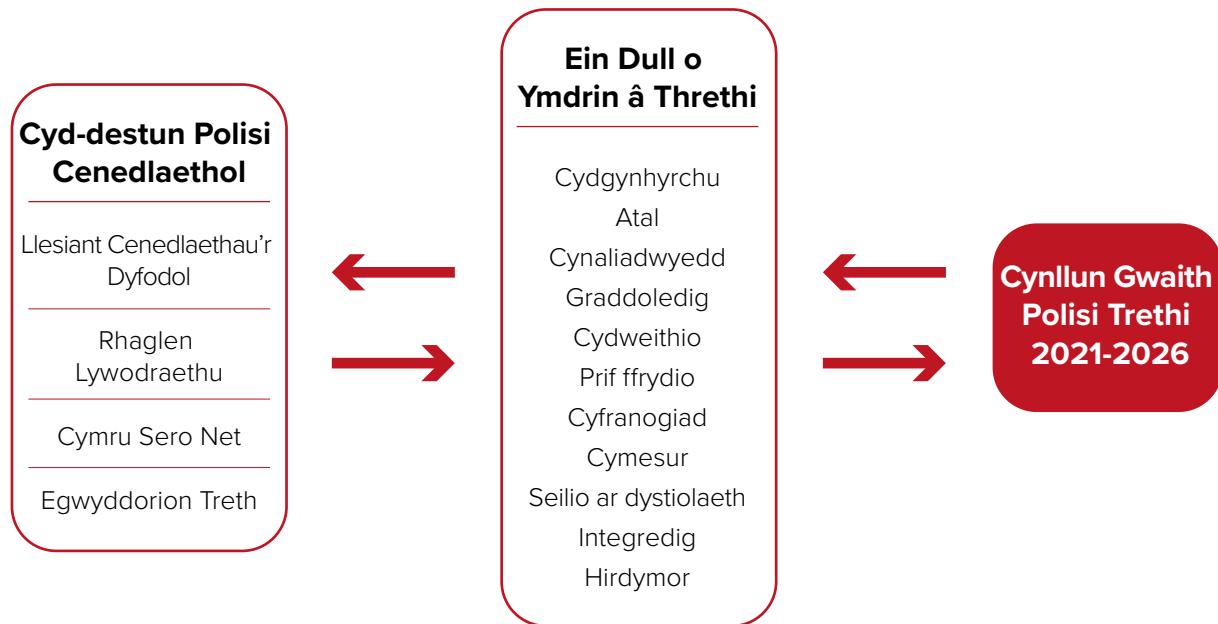 Cyd-destun Polisi
Cenedlaethol
Llesiant Cenedlaethau'r
Dyfodol
Rhaglen
Lywodraethu
Cymru Sero Net
Egwyddorion Treth
Ein Dull o
Ymdrin â Threthi
Cydgynhyrchu
Atal
Cynaliadwyedd
Graddoledig
Cydweithio
Prif ffrydio
Cyfranogiad
Cymesur
Seilio ar dystiolaeth
Integredig
Hirdymor
Cynllun Gwaith
Polisi Trethi
2021-2026